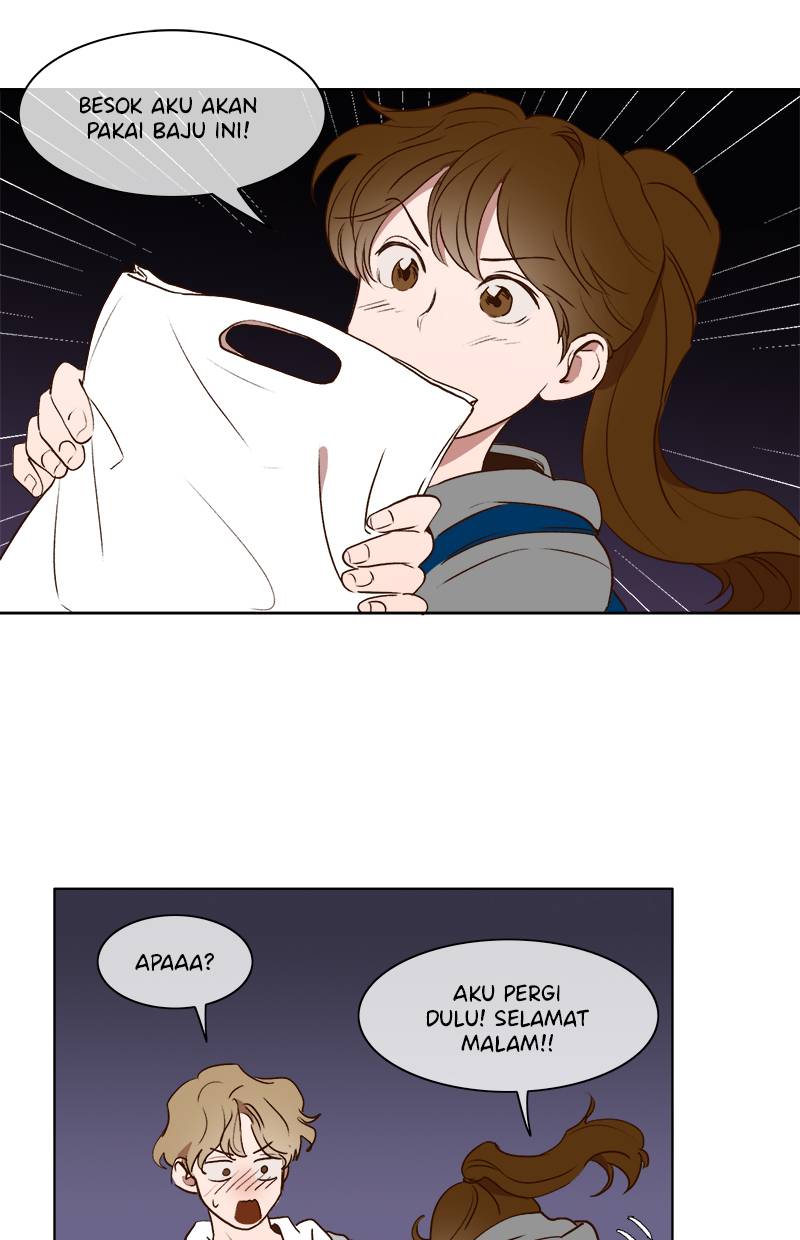 BESOK AKU AKAN
PAKAI BAJU INI!
APAAA?
AKU PERGI
DULU! SELAMAT
MALAM!!